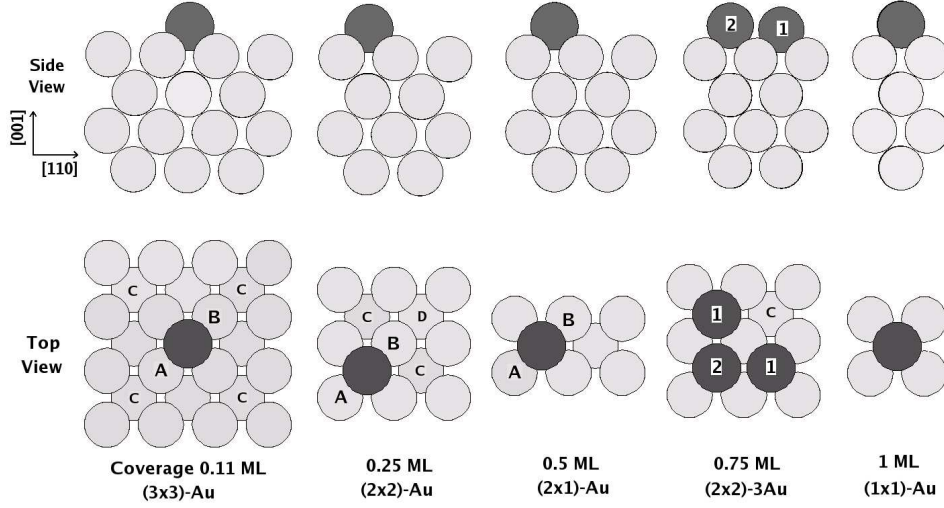 2
1
Side
View
[001]
[110]
C
C
B
A
C
C
C
D
B
C
A
B
A
1
C
2
1
Top
View
Coverage 0.11 ML
(3x3)-Au
0.25 ML
(2x2)-Au
0.5 ML
(2x1)-Au
0.75 ML
(2x2)-3Au
1 ML
(1x1)-Au